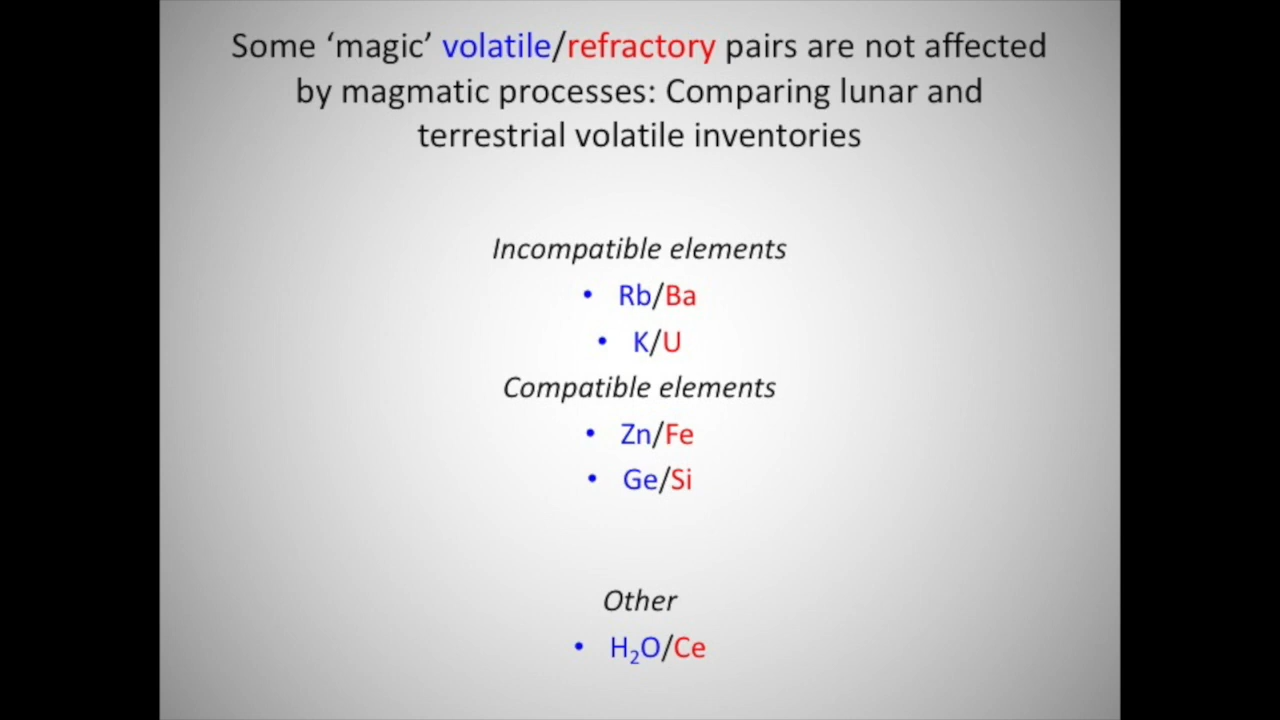 Some ‘magic’ volatile/refractory pairs are not affected
by magmatic processes: Comparing lunar and
terrestrial volatile inventories
Incompatible elements
• Rb/Ba
• K/U
Compatible elements
• Zn/Fe
• Ge/Si
Other
• H₂O/Ce